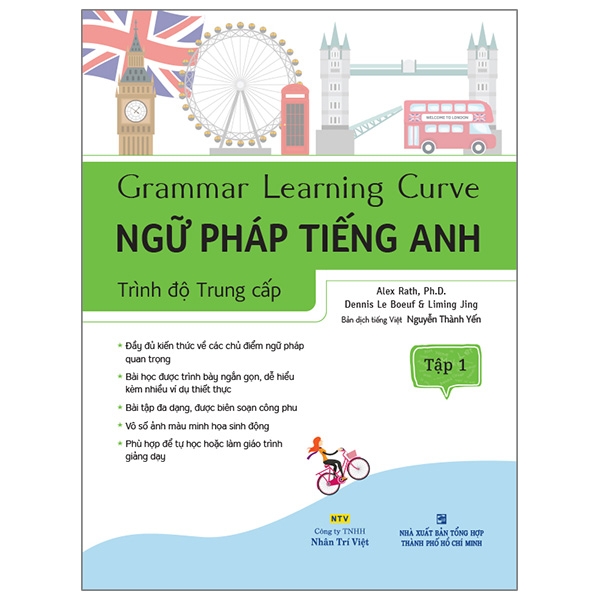 WELCOME TO LONDON
Grammar Learning Curve
NGỮ PHÁP TIẾNG ANH
Trình độ Trung cấp
Alex Rath, Ph.D.
Dennis Le Boeuf & Liming Jing
Bản dịch tiếng Việt Nguyễn Thành Yến
Tập 1
* Đầy đủ kiến thức về các chủ điểm ngữ pháp
quan trọng
* Bài học được trình bày ngắn gọn, dễ hiểu
kèm nhiều ví dụ thiết thực
* Bài tập đa dạng, được biên soạn công phu
* Vô số ảnh màu minh họa sinh động
* Phù hợp để tự học hoặc làm giáo trình
giảng dạy
NTV
Công ty TNHH
Nhân Trí Việt
NHÀ XUẤT BẢN TỔNG HỢP
THÀNH PHỐ HỒ CHÍ MINH